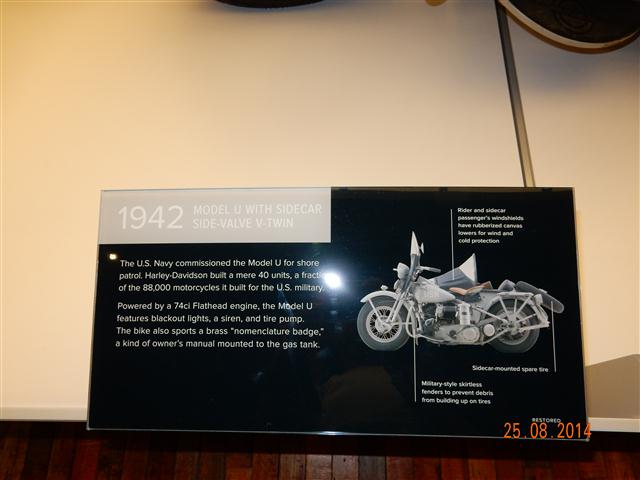 1942 MODEL U WITH SIDECAR
SIDE-VALVE V-TWIN
The U.S. Navy commissioned the Model U for shore
patrol. Harley-Davidson built a mere 40 units, a fraction
of the 88,000 motorcycles it built for the U.S. military.
Powered by a 74ci Flathead engine, the Model U
features blackout lights, a siren, and tire pump.
The bike also sports a brass "nomenclature badge,"
a kind of owner's manual mounted to the gas tank.
Rider and sidecar
passenger's windshields
have rubberized canvas
lowers for wind and
cold protection
Sidecar-mounted spare tire
Military-style skirtless
fenders to prevent debris
from building up on tires
RESTORED
25.08.2014